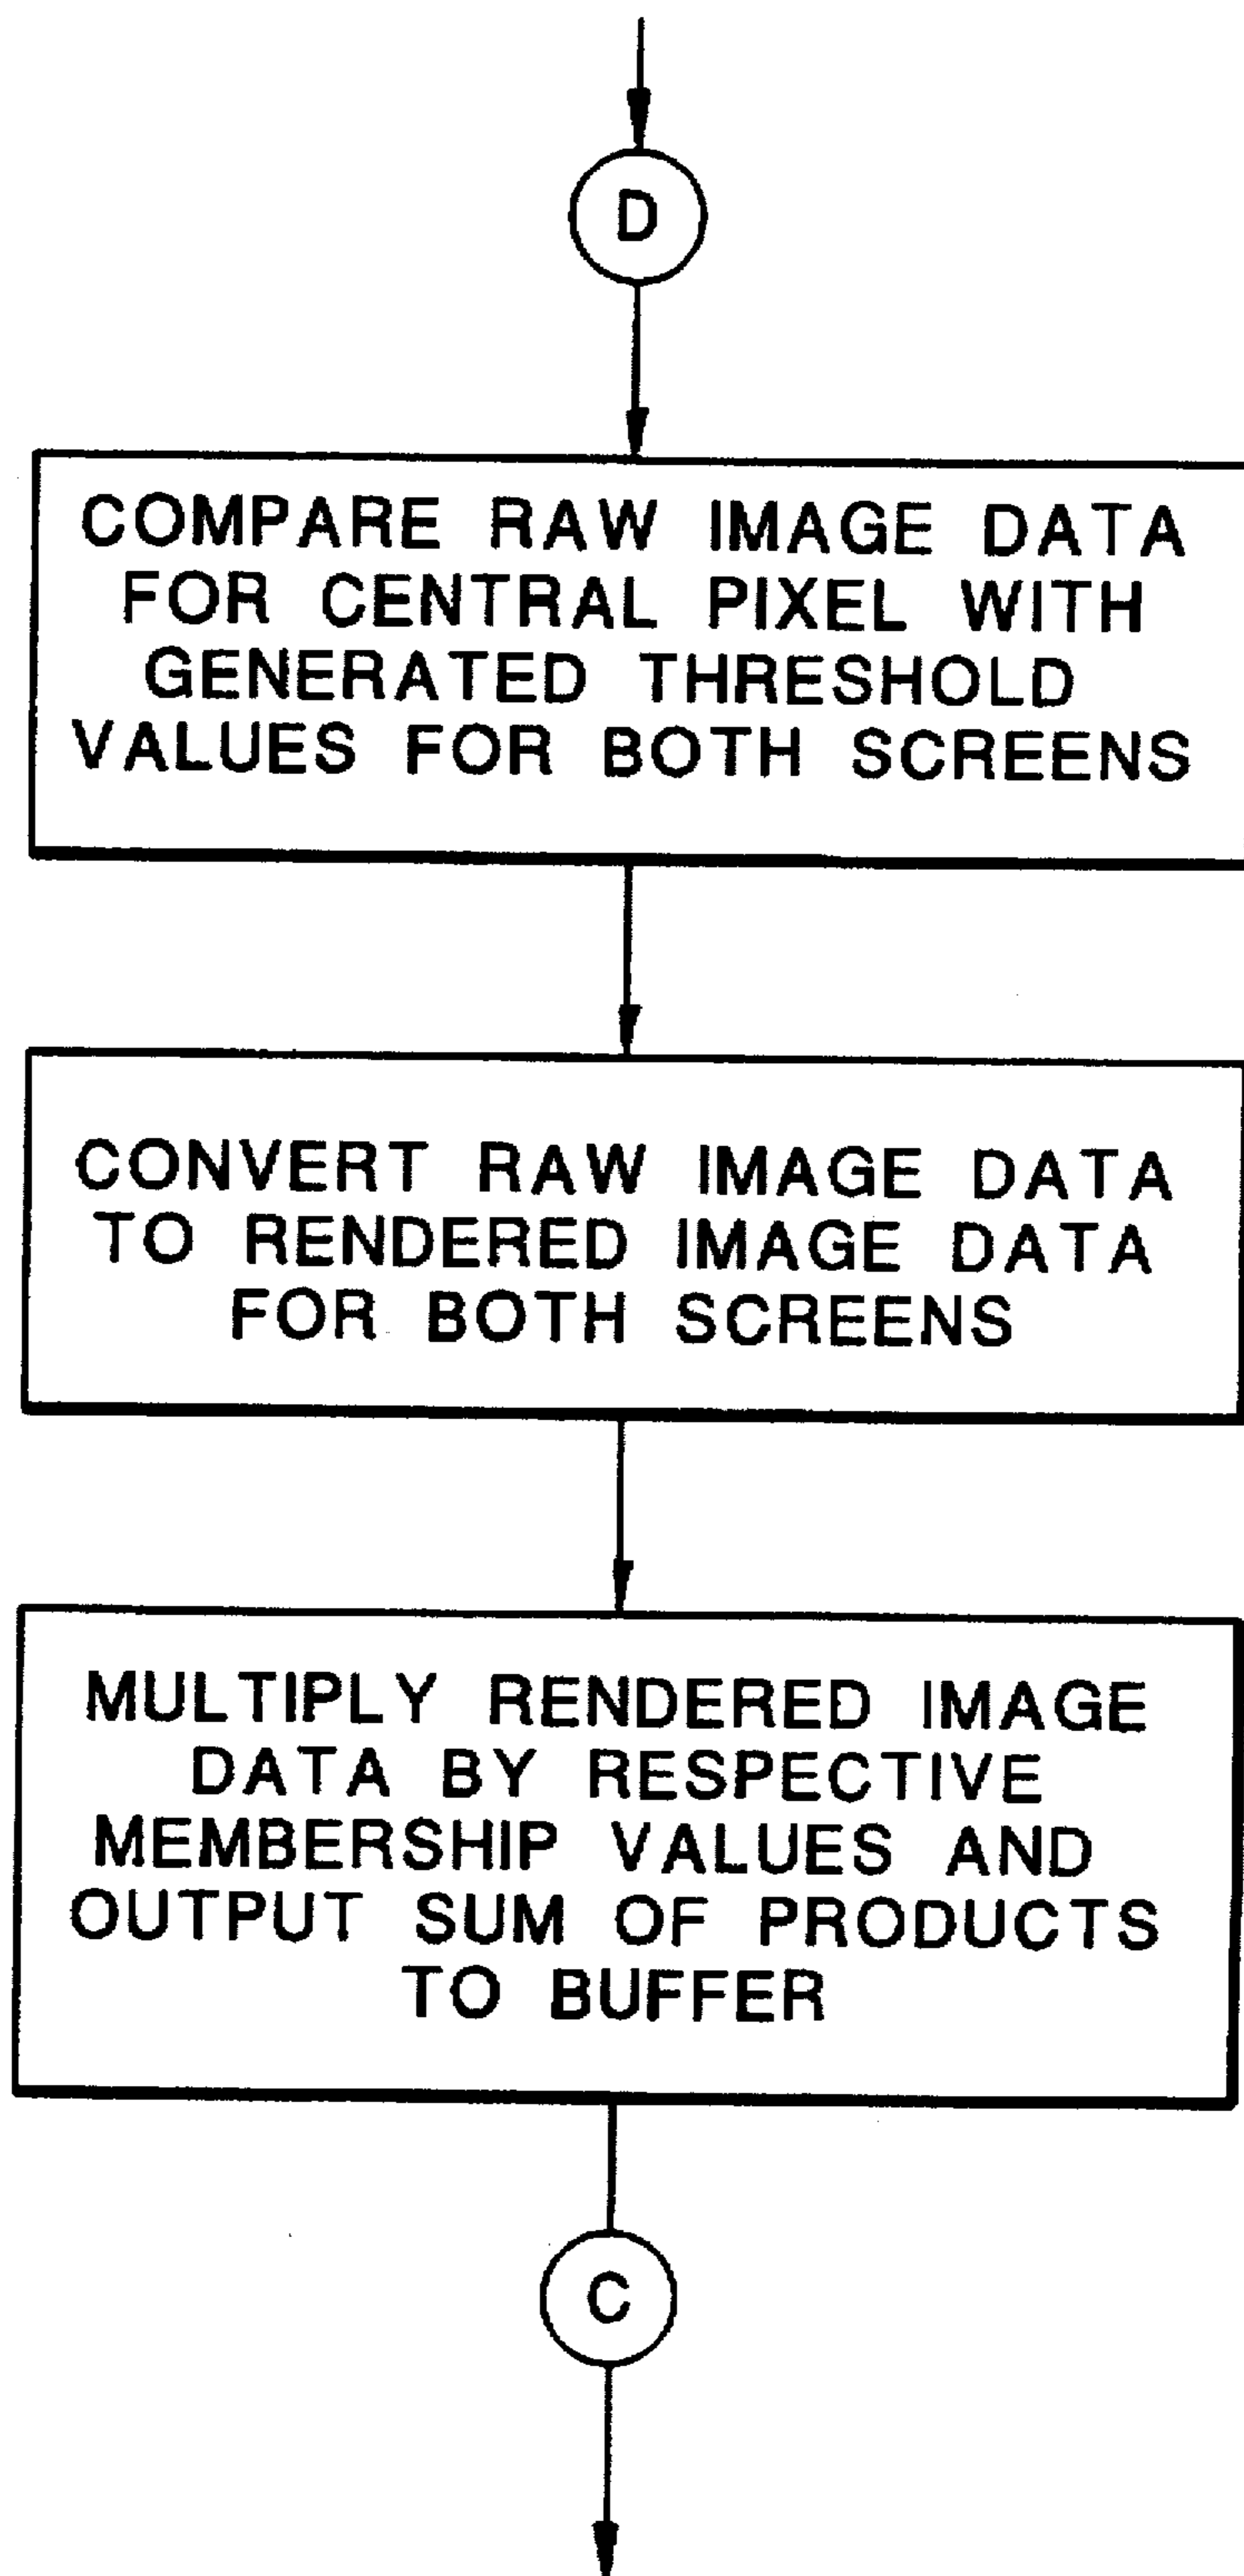 D
COMPARE RAW IMAGE DATA
FOR CENTRAL PIXEL WITH
GENERATED THRESHOLD
VALUES FOR BOTH SCREENS
CONVERT RAW IMAGE DATA
TO RENDERED IMAGE DATA
FOR BOTH SCREENS
MULTIPLY RENDERED IMAGE
DATA BY RESPECTIVE
MEMBERSHIP VALUES AND
OUTPUT SUM OF PRODUCTS
TO BUFFER
C